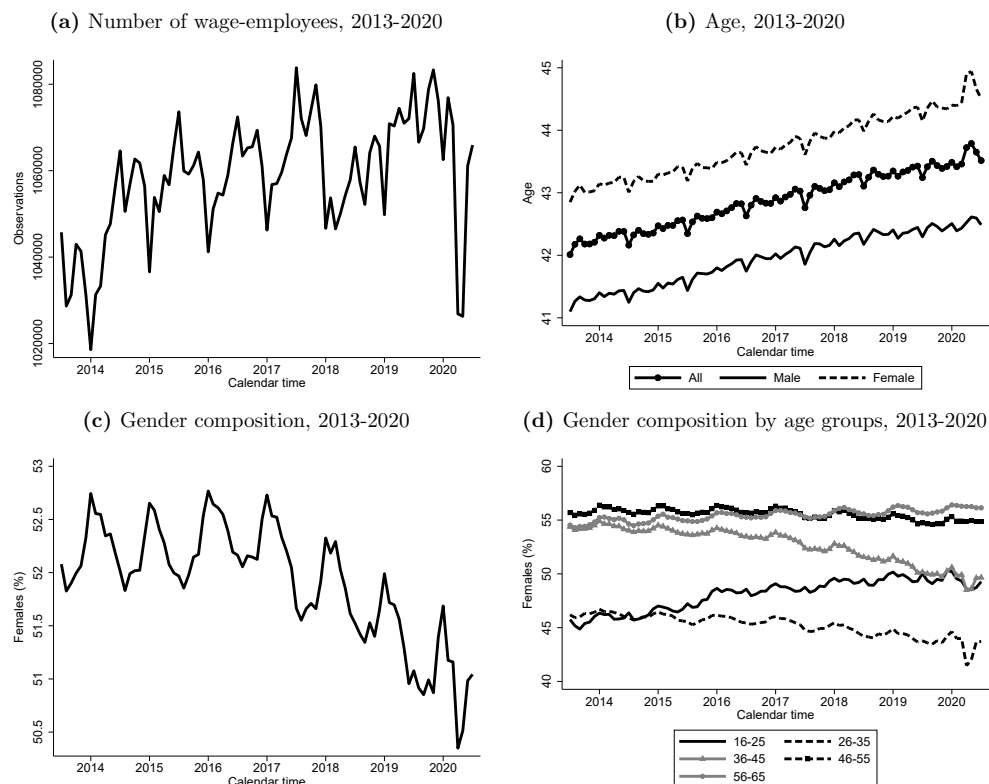 (a) Number of wage-employees, 2013-2020
Observations
1080000
1060000
1040000
1020000
2014 2015 2016 2017 2018 2019 2020
Calendar time
(b) Age, 2013-2020
Age
45
44
43
42
41
2014 2015 2016 2017 2018 2019 2020
Calendar time
All Male Female
(c) Gender composition, 2013-2020
Females (%)
53
52.5
52
51.5
51
50.5
2014 2015 2016 2017 2018 2019 2020
Calendar time
(d) Gender composition by age groups, 2013-2020
Females (%)
60
55
50
45
40
2014 2015 2016 2017 2018 2019 2020
Calendar time
16-25 26-35
36-45 46-55
56-65